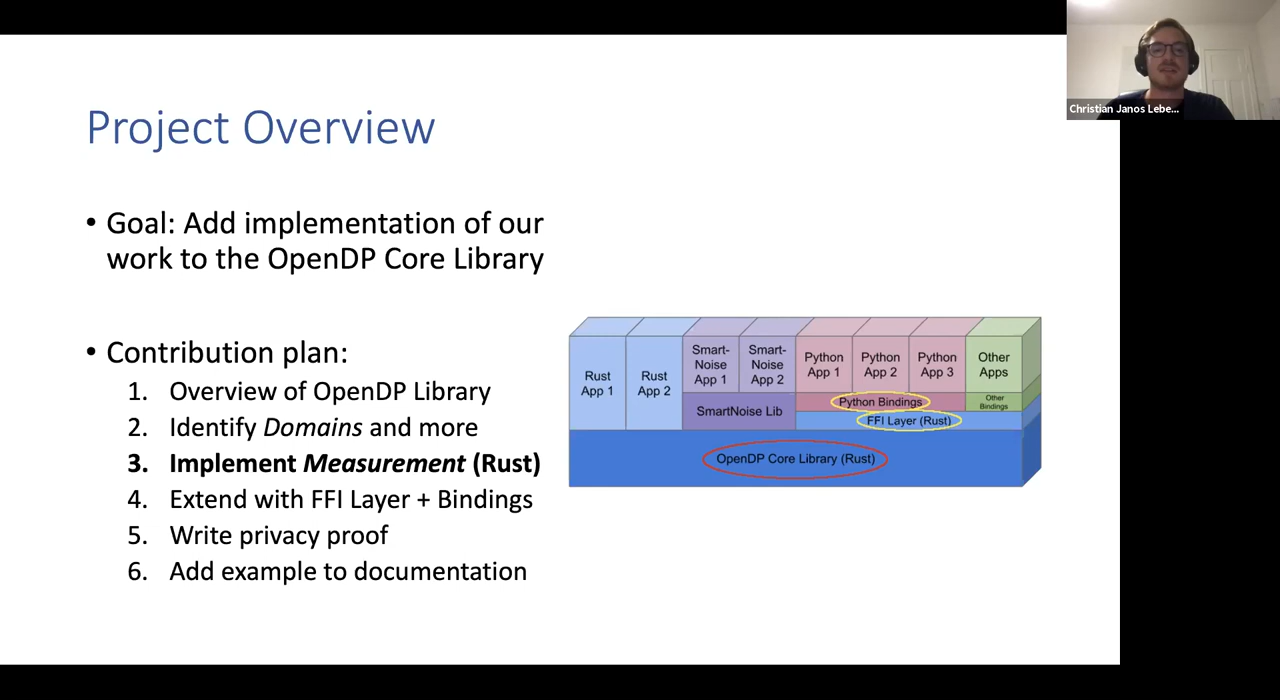 Project Overview
• Goal: Add implementation of our
work to the OpenDP Core Library
• Contribution plan:
1. Overview of OpenDP Library
2. Identify Domains and more
3. Implement Measurement (Rust)
4. Extend with FFI Layer + Bindings
5. Write privacy proof
6. Add example to documentation
Rust
App 1
Rust
App 2
Smart-
Noise
App 1
Smart-
Noise
App 2
Python
App 1
Python
App 2
Python
App 3
Other
Apps
SmartNoise Lib
Python Bindings
Other
Bindings
FFI Layer (Rust)
OpenDP Core Library (Rust)
Christian Janos Lebe...